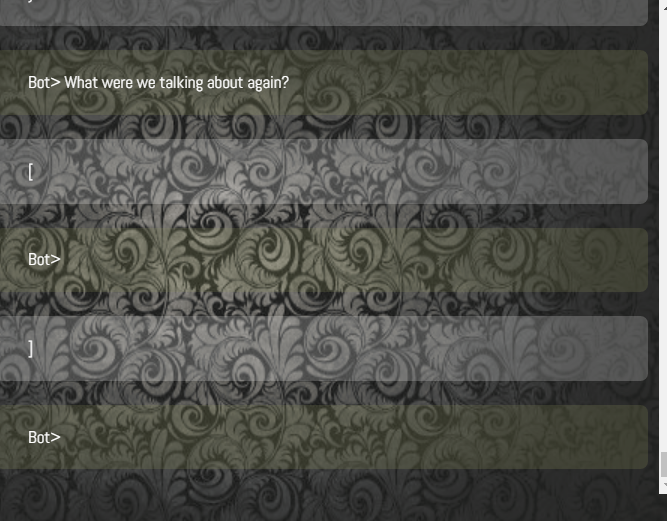 Bot> What were we talking about again?
[
Bot>
]
Bot>